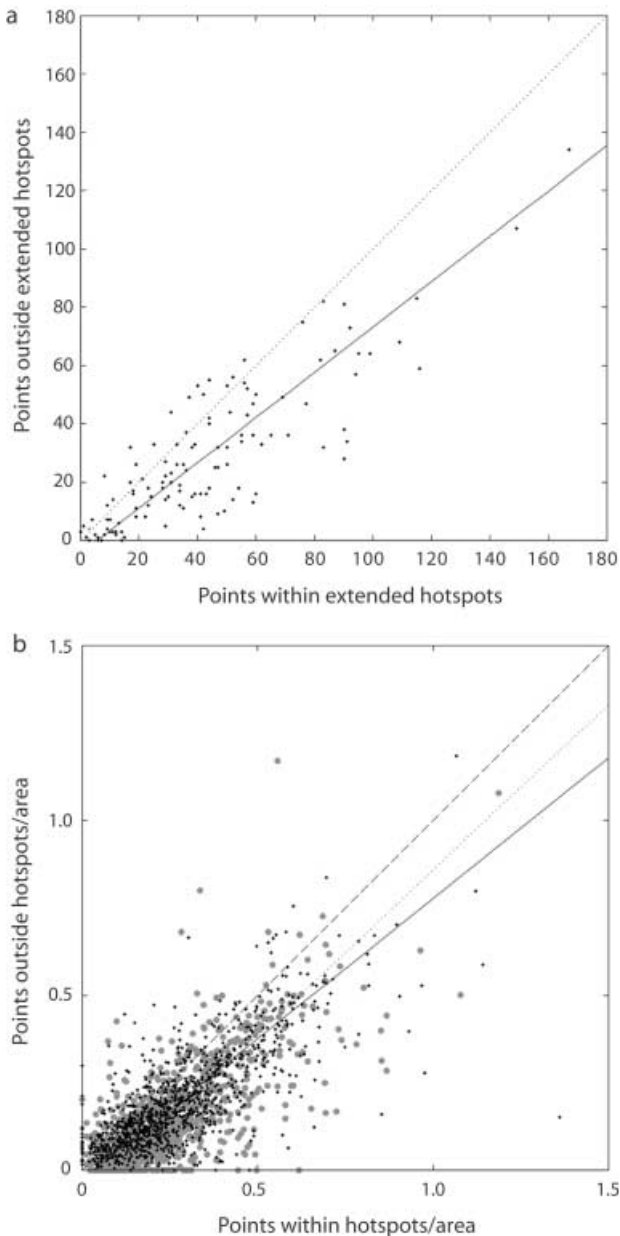 a
180
160
140
120
100
80
60
40
20
0
Points outside extended hotspots
0 20 40 60 80 100 120 140 160 180
Points within extended hotspots
b
1.5
1.0
0.5
0
Points outside hotspots/area
0 0.5 1.0 1.5
Points within hotspots/area